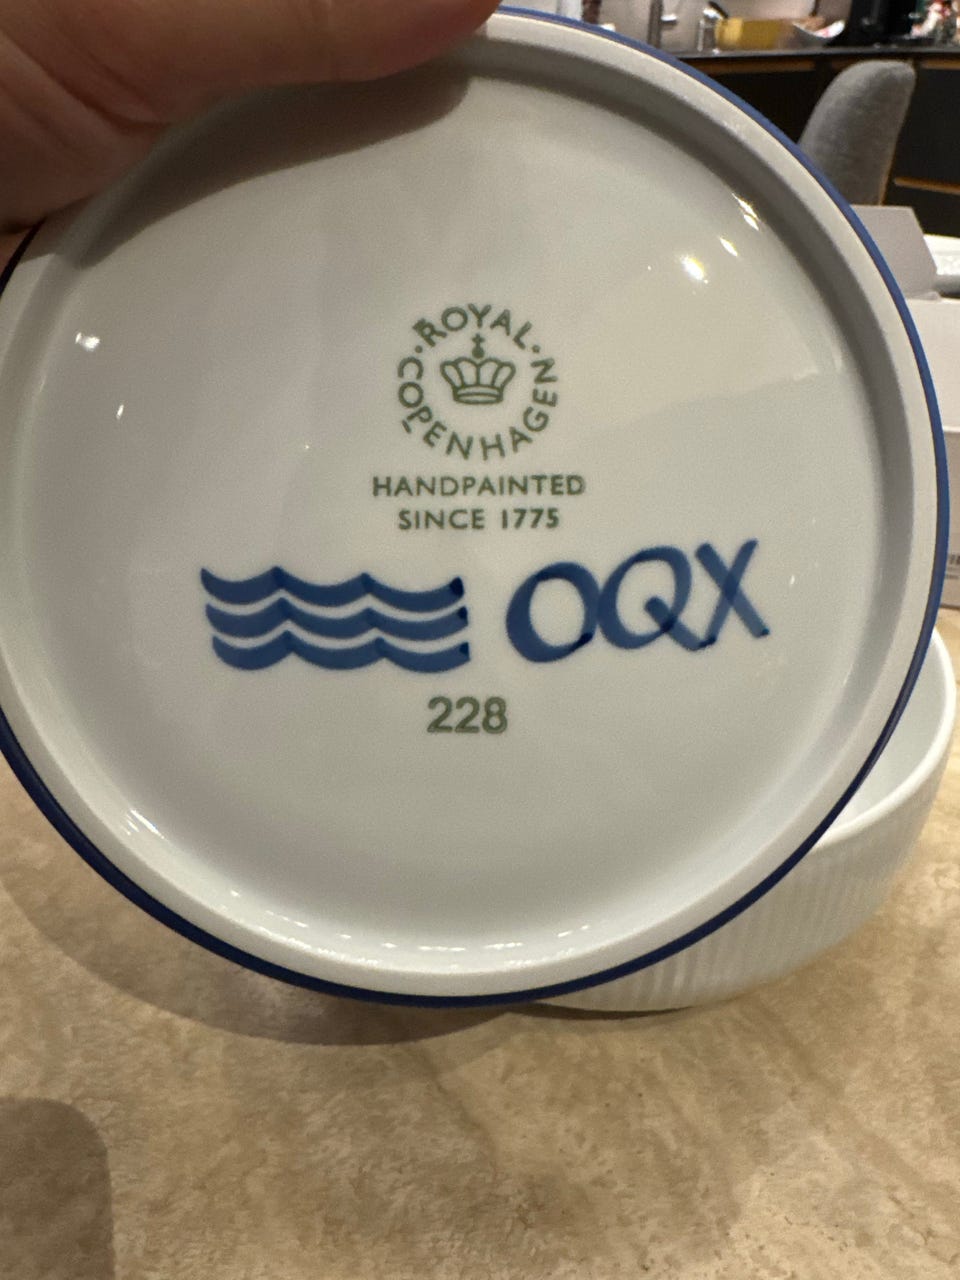 ROYAL
COPENHAGEN
HANDPAINTED
SINCE 1775
OQX
228